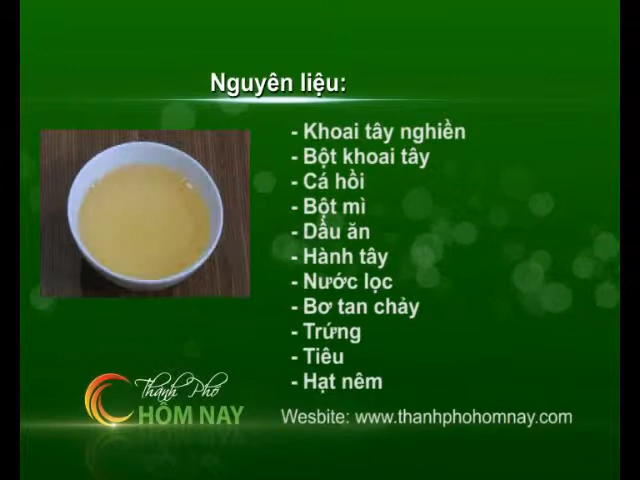 Nguyên liệu:
- Khoai tây nghiền
- Bột khoai tây
- Cá hồi
- Bột mì
- Dầu ăn
- Hành tây
- Nước lọc
- Bơ tan chảy
- Trứng
- Tiêu
- Hạt nêm
Thành Phố
HÔM NAY
Wesbite: www.thanhphohomnay.com